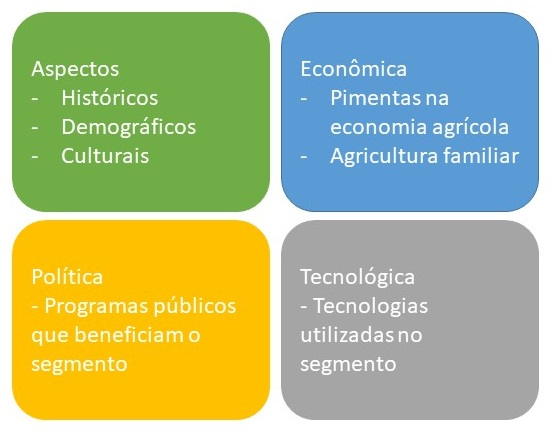 Aspectos
- Históricos
- Demográficos
- Culturais
Econômica
- Pimentas na
economia agrícola
- Agricultura familiar
Política
- Programas públicos
que beneficiam o
segmento
Tecnológica
- Tecnologias
utilizadas no
segmento